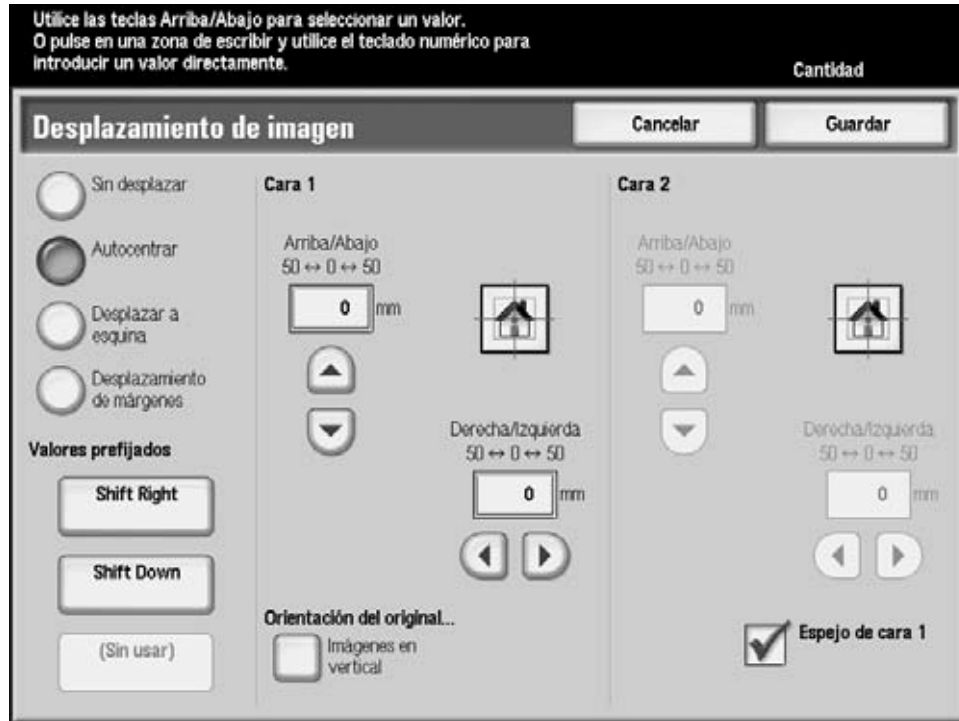 Utilice las teclas Arriba/Abajo para seleccionar un valor.
O pulse en una zona de escribir y utilice el teclado numérico para
introducir un valor directamente.
Cantidad
Desplazamiento de imagen
Cancelar
Guardar
Sin desplazar
Autocentrar
Desplazar a
esquina
Desplazamiento
de márgenes
Valores prefijados
Shift Right
Shift Down
(Sin usar)
Cara 1
Arriba/Abajo
50 ↔ 0 ↔ 50
0 mm
Derecha/Izquierda
50 ↔ 0 ↔ 50
0 mm
Orientación del original...
Imágenes en
vertical
Cara 2
Arriba/Abajo
50 ↔ 0 ↔ 50
0 mm
Derecha/Izquierda
50 ↔ 0 ↔ 50
0 mm
Espejo de cara 1